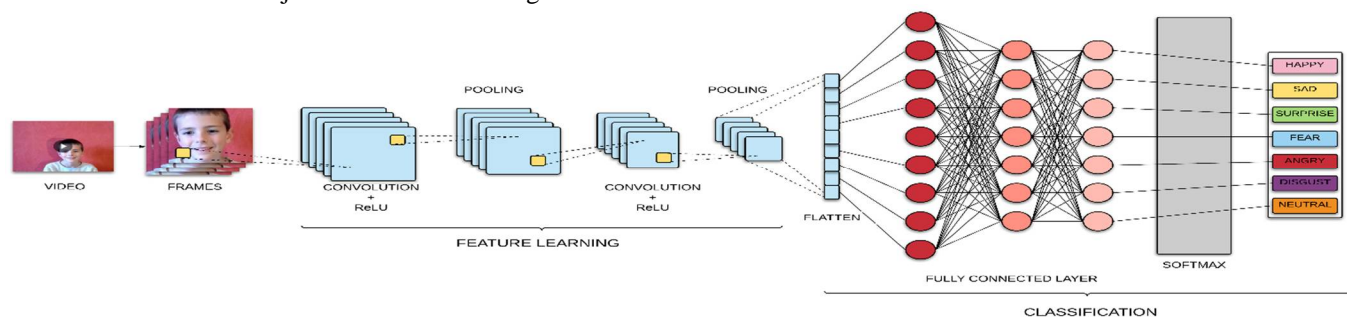 VIDEO
FRAMES
CONVOLUTION
+
ReLU
POOLING
CONVOLUTION
+
ReLU
POOLING
FEATURE LEARNING
FLATTEN
FULLY CONNECTED LAYER
SOFTMAX
HAPPY
SAD
SURPRISE
FEAR
ANGRY
DISGUST
NEUTRAL
CLASSIFICATION